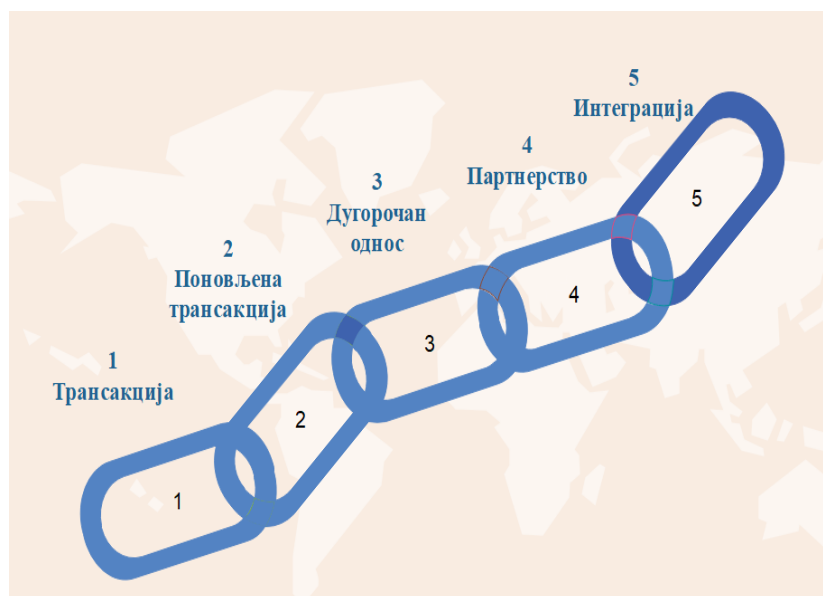 1
Трансакција
2
Поновљена
трансакција
3
Дугорочан
однос
4
Партнерство
5
Интеграција
1
2
3
4
5